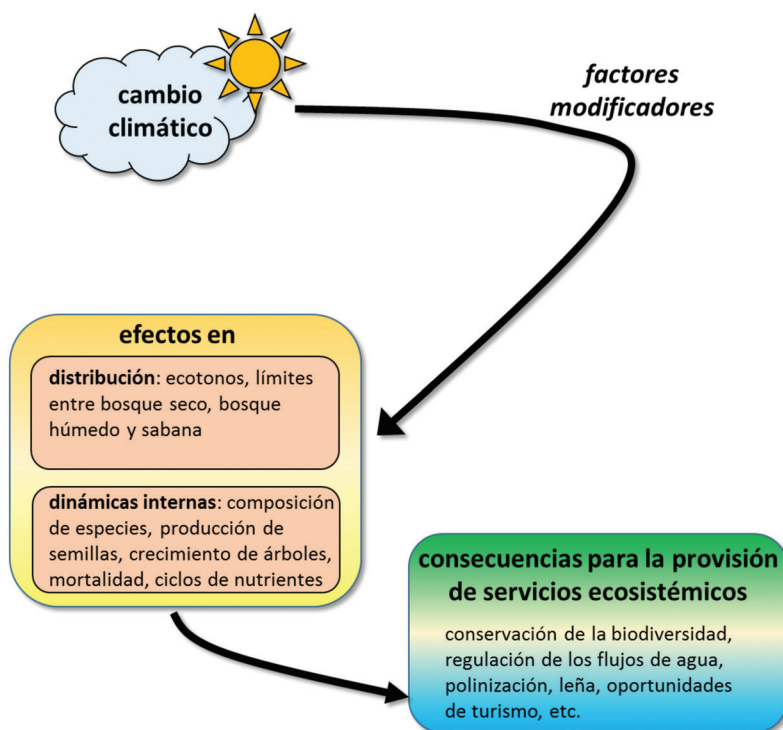 cambio
climático
factores
modificadores
efectos en
distribución: ecotonos, límites
entre bosque seco, bosque
húmedo y sabana
dinámicas internas: composición
de especies, producción de
semillas, crecimiento de árboles,
mortalidad, ciclos de nutrientes
consecuencias para la provisión
de servicios ecosistémicos
conservación de la biodiversidad,
regulación de los flujos de agua,
polinización, leña, oportunidades
de turismo, etc.